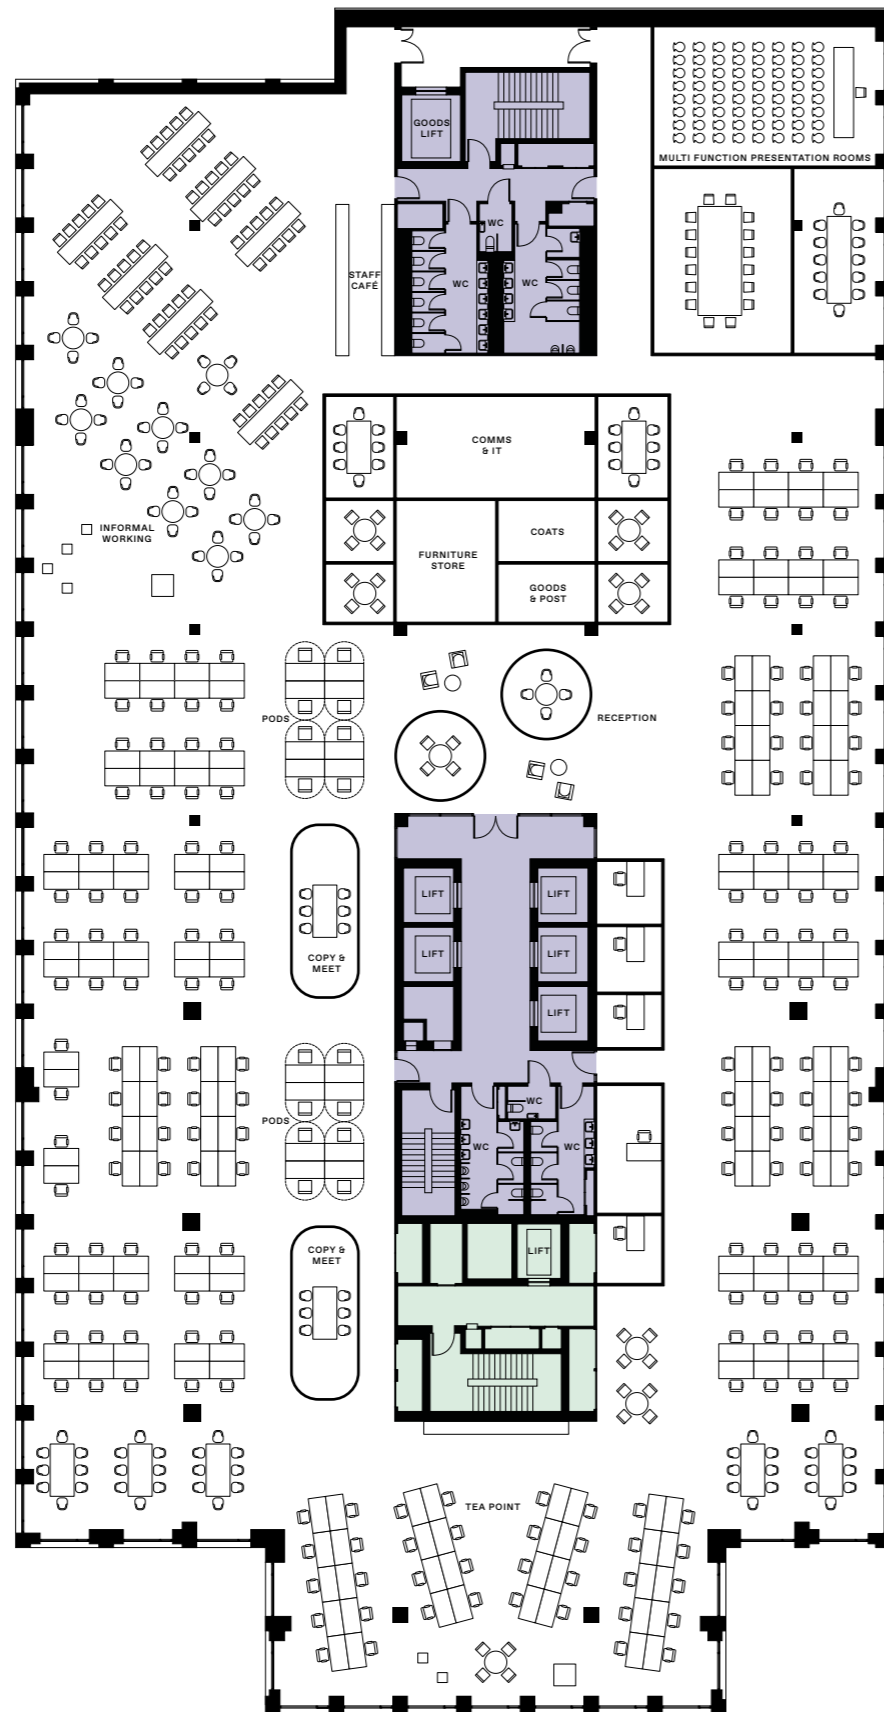 GOODS
LIFT
MULTI FUNCTION PRESENTATION ROOMS
WC
STAFF
CAFÉ
WC
WC
COMMS
& IT
INFORMAL
WORKING
COATS
FURNITURE
STORE
GOODS
& POST
PODS
RECEPTION
LIFT
LIFT
LIFT
LIFT
COPY &
MEET
LIFT
WC
PODS
WC
WC
COPY &
MEET
LIFT
TEA POINT